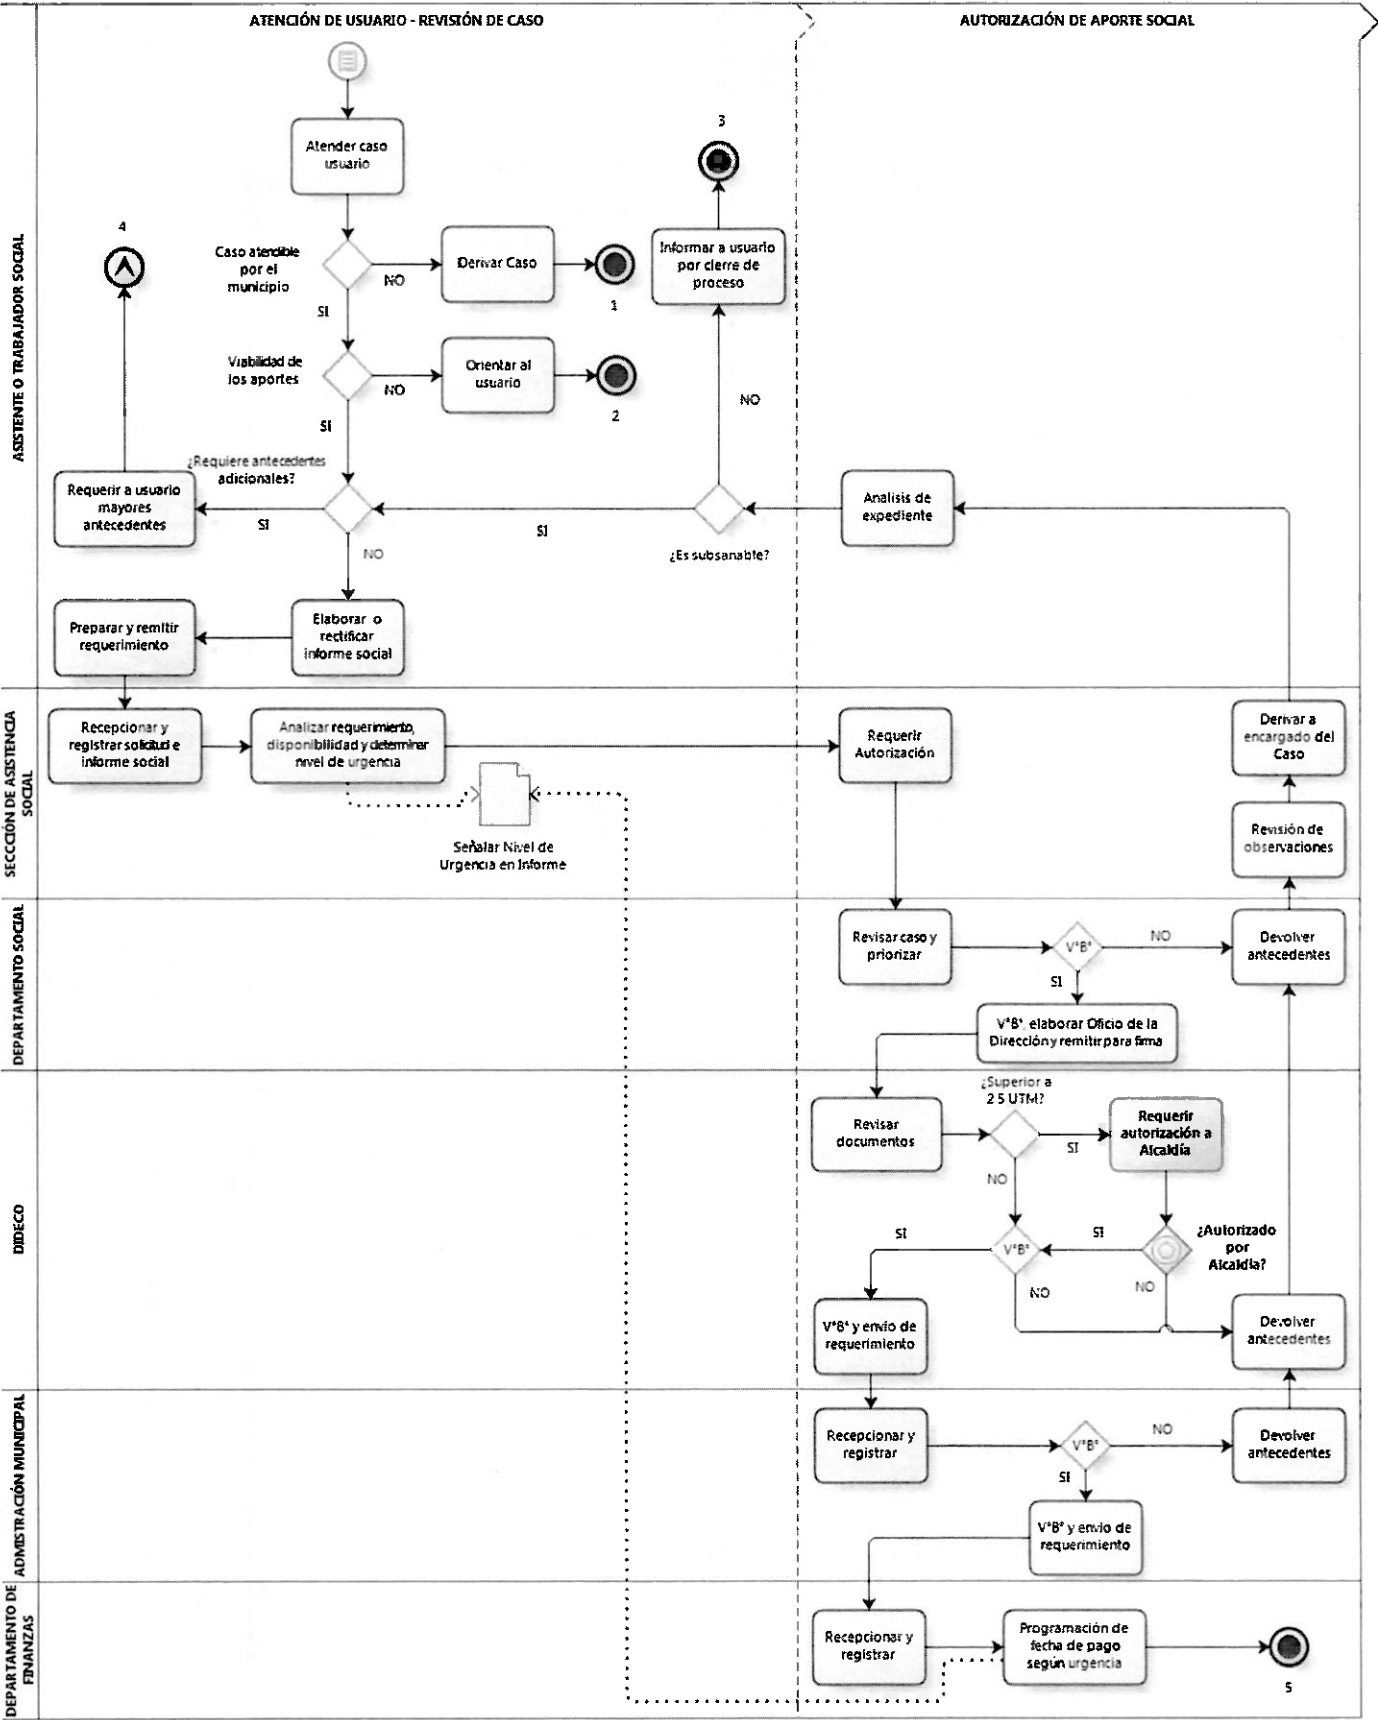 ATENCIÓN DE USUARIO - REVISIÓN DE CASO
AUTORIZACIÓN DE APORTE SOCIAL
ASISTENTE O TRABAJADOR SOCIAL
Atender caso
usuario
3
4
Caso atendible
por el
municipio
NO
SI
Derivar Caso
1
Informar a usuario
por cierre de
proceso
Viabilidad de
los aportes
NO
SI
Orientar al
usuario
2
NO
¿Requiere antecedentes
adicionales?
Requerir a usuario
mayores
antecedentes
SI
NO
SI
¿Es subsanable?
Analisis de
expediente
Preparar y remitir
requerimiento
Elaborar o
rectificar
informe social
SECCCIÓN DE ASISTENCIA
SOCIAL
Recepcionar y
registrar solicitud e
informe social
Analizar requerimiento,
disponibilidad y determinar
nivel de urgencia
Señalar Nivel de
Urgencia en Informe
Requerir
Autorización
Derivar a
encargado del
Caso
Revisión de
observaciones
DEPARTAMENTO SOCIAL
Revisar caso y
priorizar
V°B°
NO
SI
Devolver
antecedentes
V°B°, elaborar Oficio de la
Dirección y remitir para firma
DIDECO
Revisar
documentos
¿Superior a
25 UTM?
SI
NO
Requerir
autorización a
Alcaldía
SI
V°B°
SI
NO
NO
¿Autorizado
por
Alcaldía?
V°B° y envío de
requerimiento
Devolver
antecedentes
ADMISTRACIÓN MUNICIPAL
Recepcionar y
registrar
V°B°
NO
SI
Devolver
antecedentes
V°B° y envío de
requerimiento
DEPARTAMENTO DE
FINANZAS
Recepcionar y
registrar
Programación de
fecha de pago
según urgencia
5